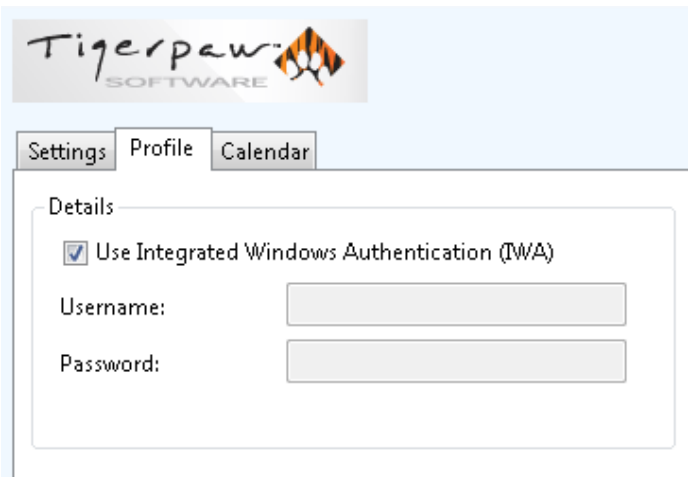 Tigerpaw
SOFTWARE
Settings Profile Calendar
Details
Use Integrated Windows Authentication (IWA)
Username:
Password: